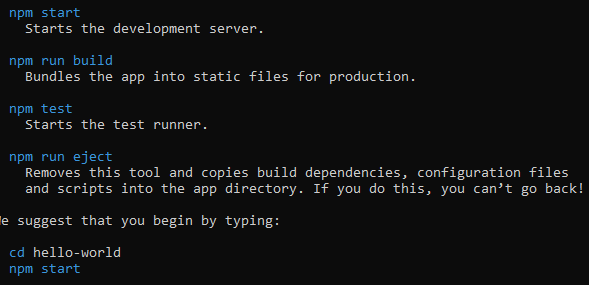 npm start
Starts the development server.
npm run build
Bundles the app into static files for production.
npm test
Starts the test runner.
npm run eject
Removes this tool and copies build dependencies, configuration files
and scripts into the app directory. If you do this, you can’t go back!
We suggest that you begin by typing:
cd hello-world
npm start